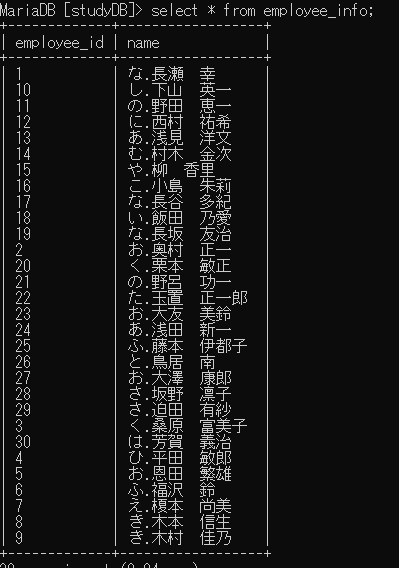 MariaDB [studyDB]> select * from employee_info;
employee_id | name
1 | な.長瀬　幸
10 | し.下山　英一
11 | の.野田　恵一
12 | に.西村　祐希
13 | あ.浅見　洋文
14 | む.村木　金次
15 | や.柳　香里
16 | こ.小島　朱莉
17 | な.長谷　多紀
18 | い.飯田　乃愛
19 | な.長坂　友治
2 | お.奥村　正一
20 | く.栗本　敏正
21 | の.野呂　功一
22 | た.玉置　正一郎
23 | お.大友　美鈴
24 | あ.浅田　新一
25 | ふ.藤本　伊都子
26 | と.鳥居　南
27 | お.大澤　康郎
28 | さ.坂野　凛子
29 | さ.迫田　有紗
3 | く.桑原　富美子
30 | は.芳賀　義治
4 | ひ.平田　敏郎
5 | お.恩田　繁雄
6 | ふ.福沢　鈴
7 | え.榎本　尚美
8 | き.木本　信生
9 | き.木村　佳乃